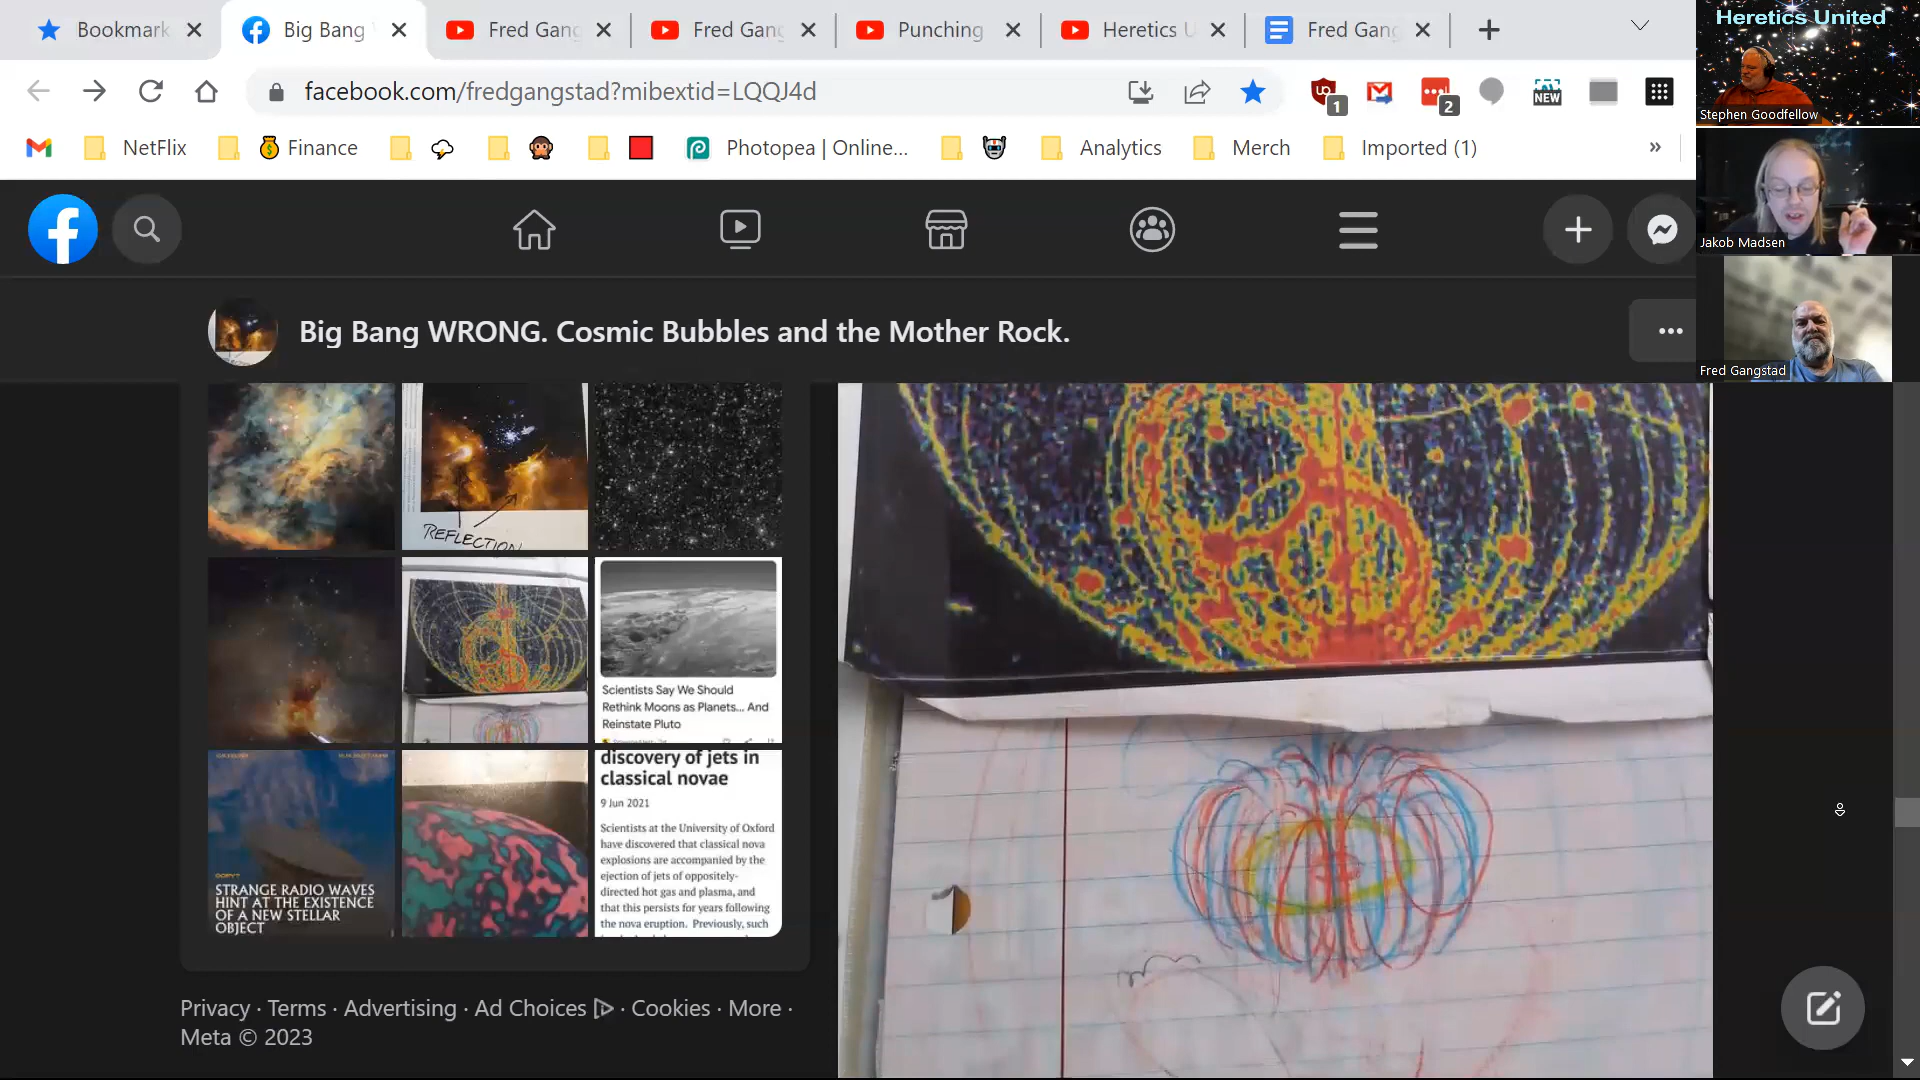 Bookmark
Big Bang
Fred Gang
Fred Gang
Punching
Heretics U
Fred Gang
Heretics United
facebook.com/fredgangstad?mibextid=LQQJ4d
1
2
NEW
Stephen Goodfellow
NetFlix
Finance
Photopea | Online...
Analytics
Merch
Imported (1)
»
Jakob Madsen
Big Bang WRONG. Cosmic Bubbles and the Mother Rock.
Fred Gangstad
REFLECTION
Scientists Say We Should
Rethink Moons as Planets... And
Reinstate Pluto
STRANGE RADIO WAVES
HINT AT THE EXISTENCE
OF A NEW STELLAR
OBJECT
discovery of jets in
classical novae
9 Jun 2021
Scientists at the University of Oxford
have discovered that classical nova
explosions are accompanied by the
ejection of jets of oppositely-
directed hot gas and plasma, and
that this persists for years following
the nova eruption. Previously, such
Privacy · Terms · Advertising · Ad Choices · Cookies · More ·
Meta © 2023